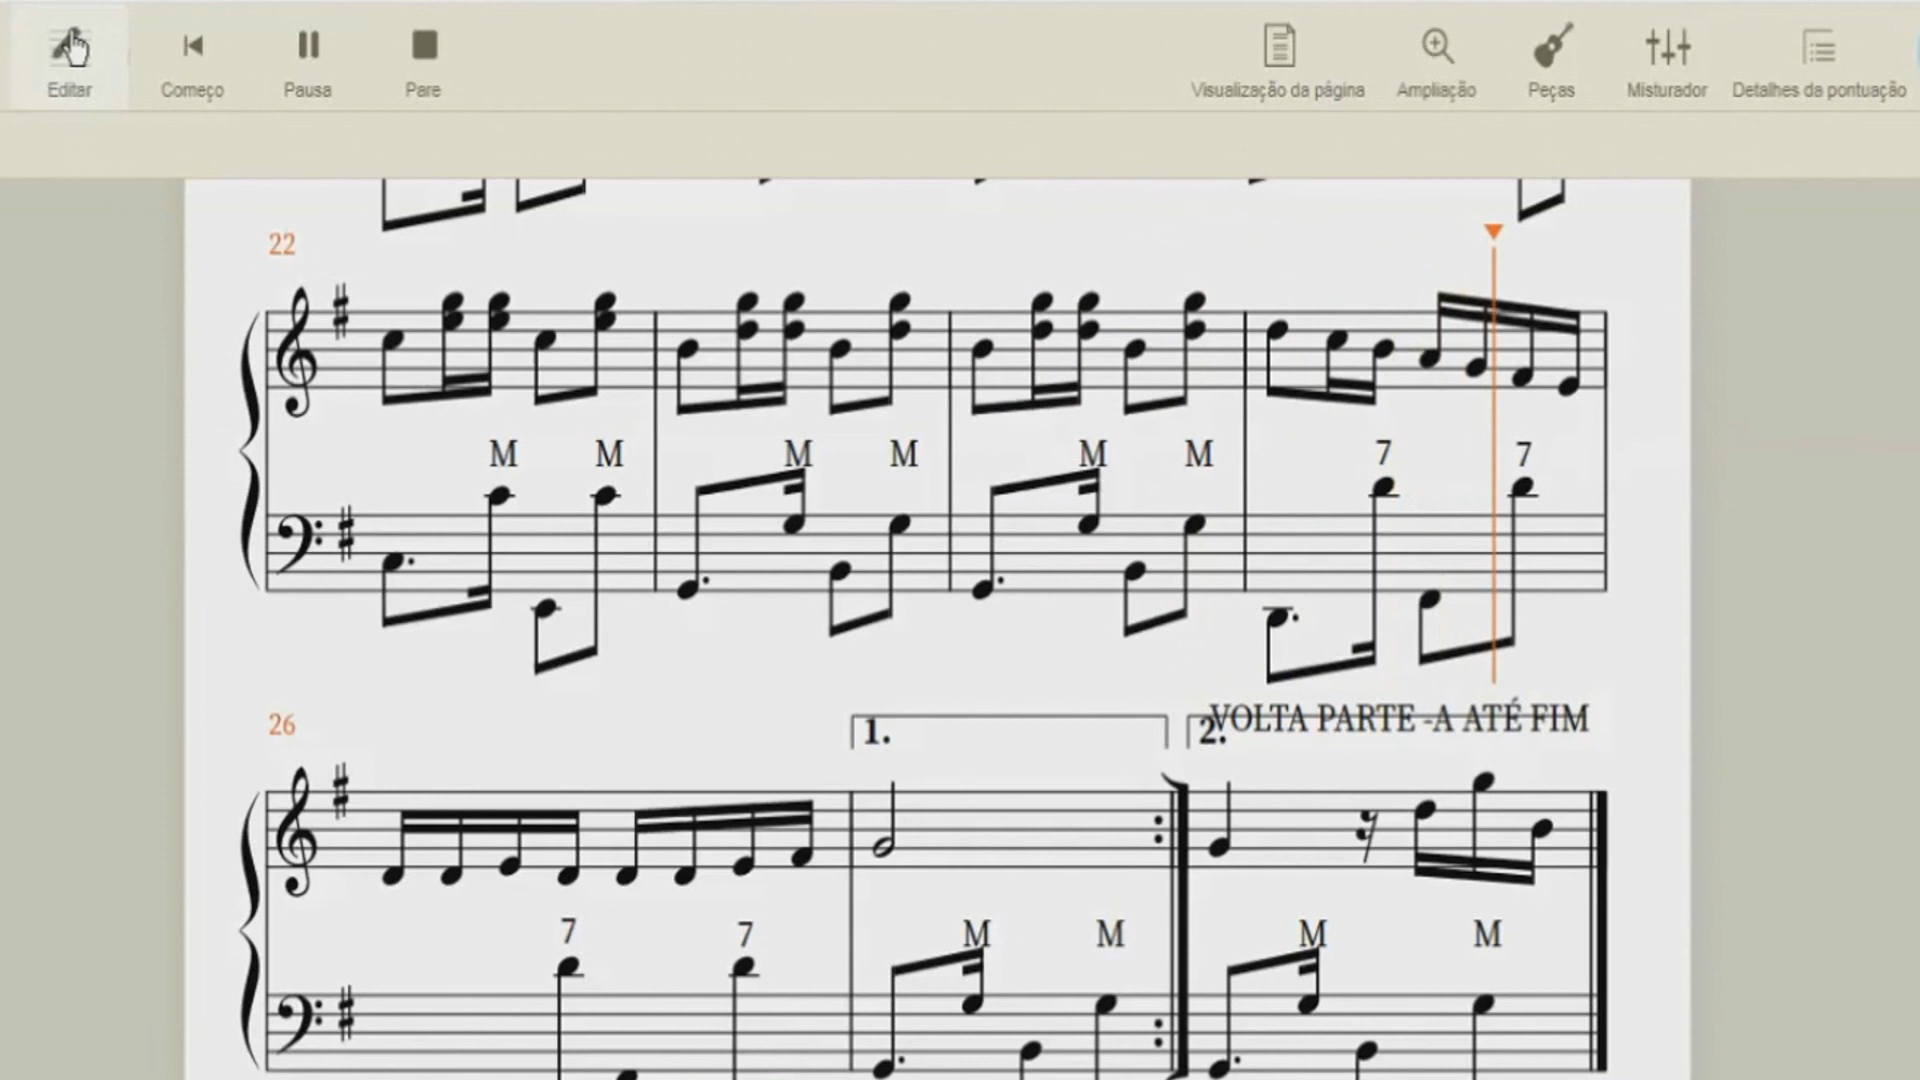 Editar Começo Pausa Pare Visualização da página Ampliação Peças Misturador Detalhes da pontuação
22
M M M M M M 7 7
26 1. 2. VOLTA PARTE -A ATÉ FIM
7 7 M M M M